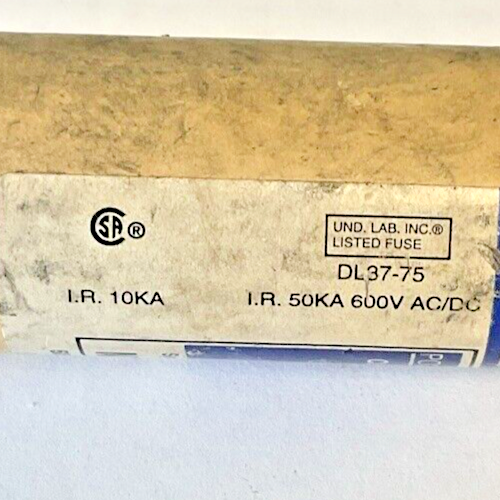 SA ®
UND. LAB. INC.®
LISTED FUSE
DL37-75
I.R. 10KA
I.R. 50KA 600V AC/DC